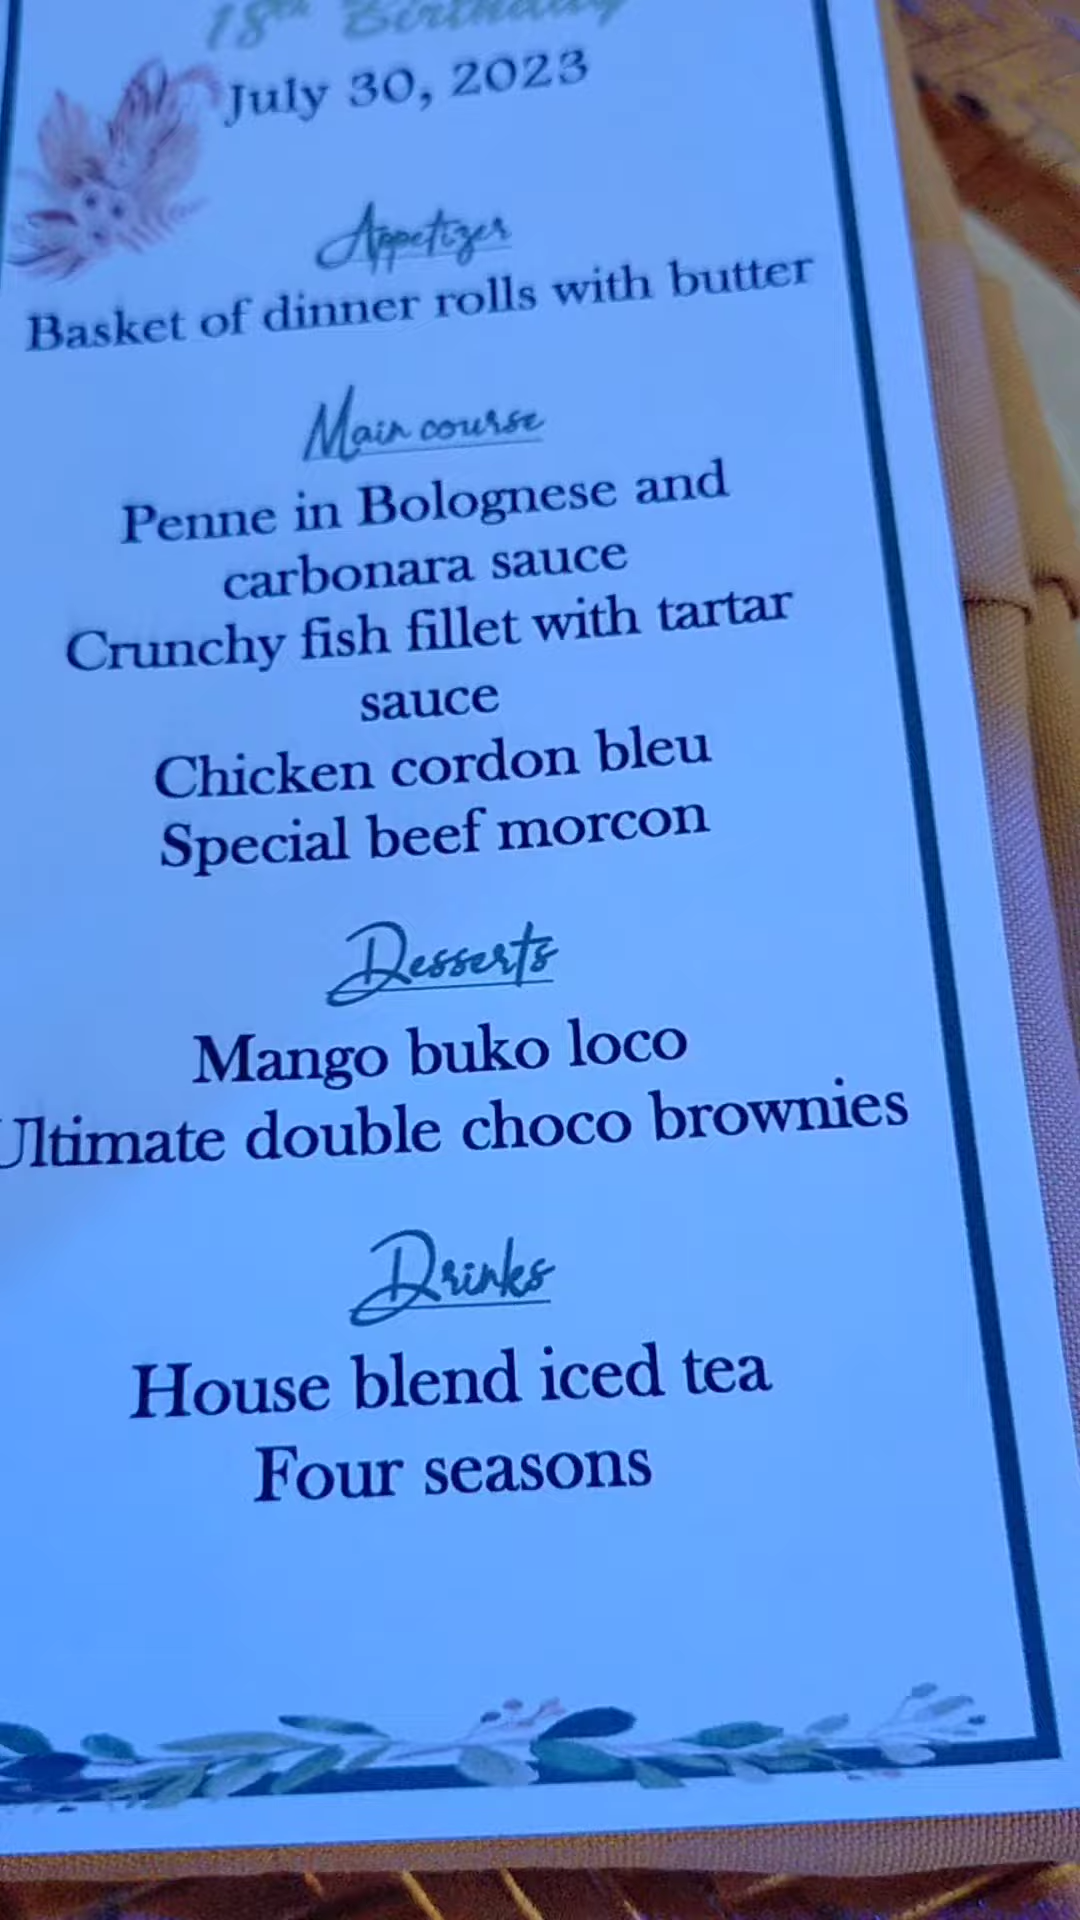 18th Birthday
July 30, 2023
Appetizer
Basket of dinner rolls with butter
Main course
Penne in Bolognese and
carbonara sauce
Crunchy fish fillet with tartar
sauce
Chicken cordon bleu
Special beef morcon
Desserts
Mango buko loco
Ultimate double choco brownies
Drinks
House blend iced tea
Four seasons